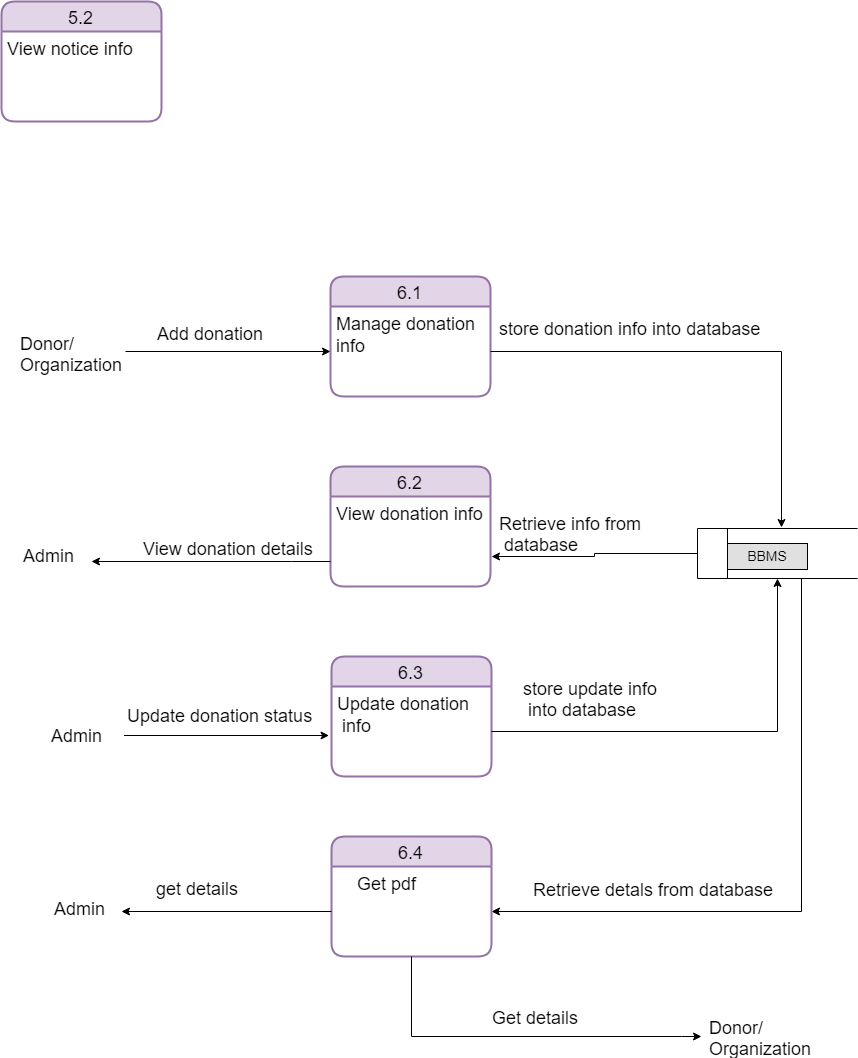 5.2
View notice info
6.1
Manage donation
info
Add donation
Donor/
Organization
store donation info into database
6.2
View donation info
Admin
View donation details
Retrieve info from
database
BBMS
6.3
Update donation
info
Admin
Update donation status
store update info
into database
6.4
Get pdf
Admin
get details
Retrieve detals from database
Get details
Donor/
Organization